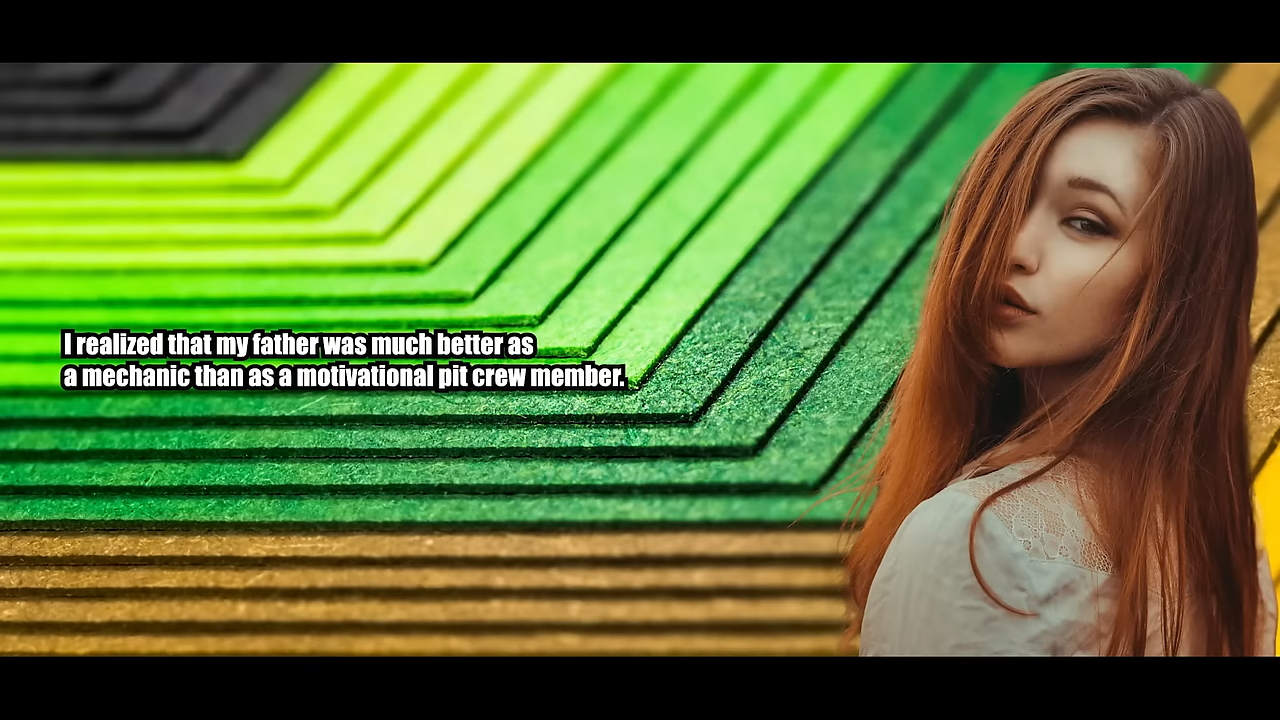 I realized that my father was much better as
a mechanic than as a motivational pit crew member.